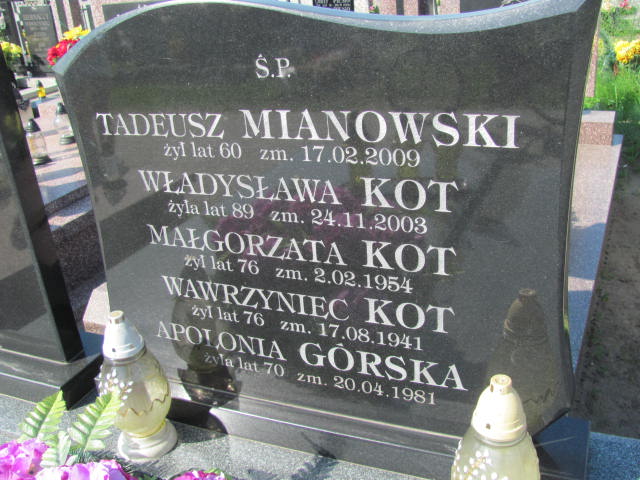 Ś.P.
TADEUSZ MIANOWSKI
żył lat 60 zm. 17.02.2009
WŁADYSŁAWA KOT
żyła lat 89 zm. 24.11.2003
MAŁGORZATA KOT
żył lat 76 zm. 2.02.1954
WAWRZYNIEC KOT
żył lat 76 zm. 17.08.1941
APOLONIA GÓRSKA
żyła lat 70 zm. 20.04.1981